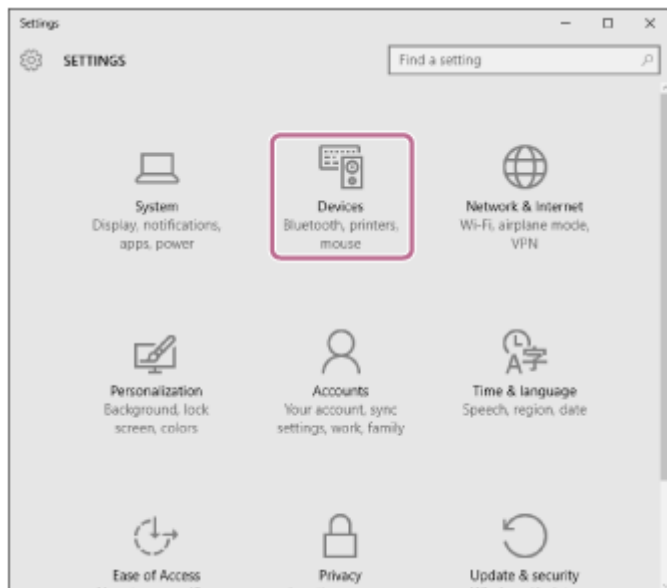 Settings
SETTINGS
Find a setting
System
Display, notifications,
apps, power
Devices
Bluetooth, printers,
mouse
Network & Internet
Wi-Fi, airplane mode,
VPN
Personalization
Background, lock
screen, colors
Accounts
Your account, sync
settings, work, family
A字
Time & language
Speech, region, date
Ease of Access
Privacy
Update & security